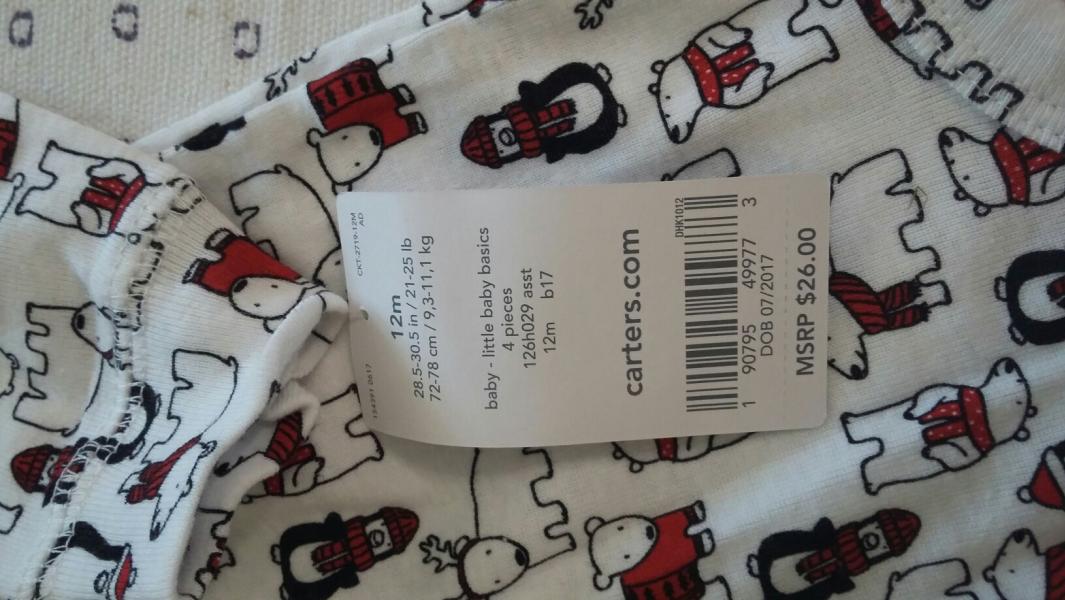 CKT-2719-12M
AD
12m
28.5-30.5 in / 21-25 lb
72-78 cm / 9,3-11,1 kg
baby - little baby basics
4 pieces
126h029 asst
12m b17
carters.com
DHK1012
1 90795 49977 3
DOB 07/2017
MSRP $26.00